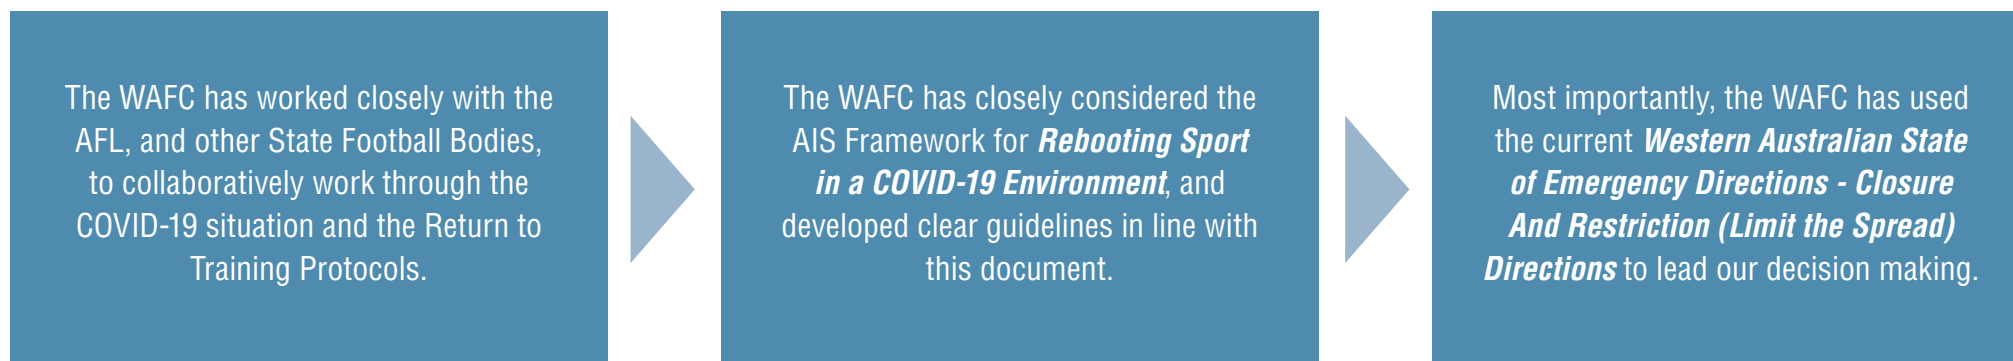 The WAFC has worked closely with the
AFL, and other State Football Bodies,
to collaboratively work through the
COVID-19 situation and the Return to
Training Protocols.
The WAFC has closely considered the
AIS Framework for Rebooting Sport
in a COVID-19 Environment, and
developed clear guidelines in line with
this document.
Most importantly, the WAFC has used
the current Western Australian State
of Emergency Directions - Closure
And Restriction (Limit the Spread)
Directions to lead our decision making.